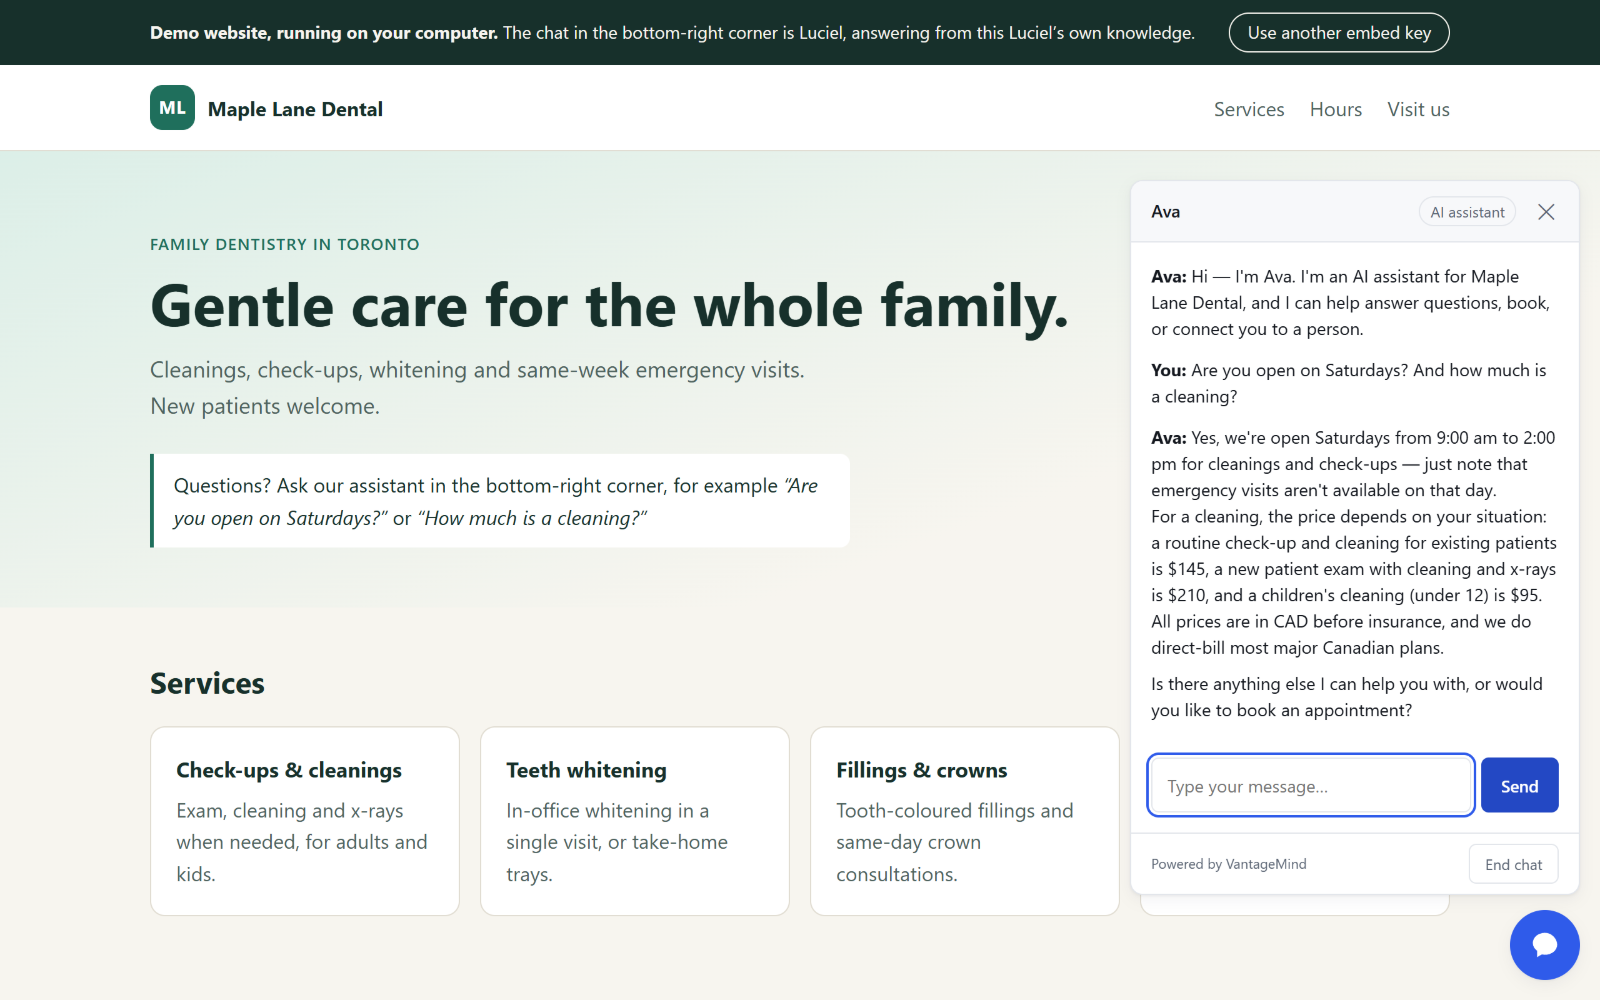 Demo website, running on your computer. The chat in the bottom-right corner is Luciel, answering from this Luciel’s own knowledge.
Use another embed key
ML
Maple Lane Dental
Services
Hours
Visit us
FAMILY DENTISTRY IN TORONTO
Gentle care for the whole family.
Cleanings, check-ups, whitening and same-week emergency visits.
New patients welcome.
Questions? Ask our assistant in the bottom-right corner, for example “Are
you open on Saturdays?” or “How much is a cleaning?”
Services
Check-ups & cleanings
Exam, cleaning and x-rays
when needed, for adults and
kids.
Teeth whitening
In-office whitening in a
single visit, or take-home
trays.
Fillings & crowns
Tooth-coloured fillings and
same-day crown
consultations.
Ava
AI assistant
Ava: Hi — I'm Ava. I'm an AI assistant for Maple
Lane Dental, and I can help answer questions, book,
or connect you to a person.
You: Are you open on Saturdays? And how much is
a cleaning?
Ava: Yes, we're open Saturdays from 9:00 am to 2:00
pm for cleanings and check-ups — just note that
emergency visits aren't available on that day.
For a cleaning, the price depends on your situation:
a routine check-up and cleaning for existing patients
is $145, a new patient exam with cleaning and x-rays
is $210, and a children's cleaning (under 12) is $95.
All prices are in CAD before insurance, and we do
direct-bill most major Canadian plans.
Is there anything else I can help you with, or would
you like to book an appointment?
Type your message...
Send
Powered by VantageMind
End chat